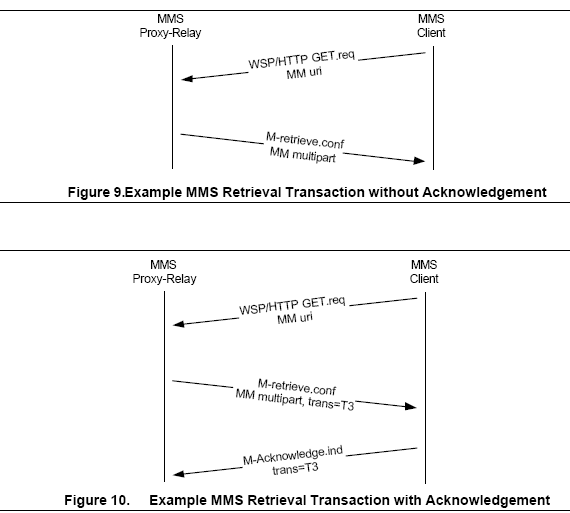 MMS
Proxy-Relay
MMS
Client
WSP/HTTP GET.req
MM uri
M-retrieve.conf
MM multipart
Figure 9.Example MMS Retrieval Transaction without Acknowledgement
MMS
Proxy-Relay
MMS
Client
WSP/HTTP GET.req
MM uri
M-retrieve.conf
MM multipart, trans=T3
M-Acknowledge.ind
trans=T3
Figure 10. Example MMS Retrieval Transaction with Acknowledgement